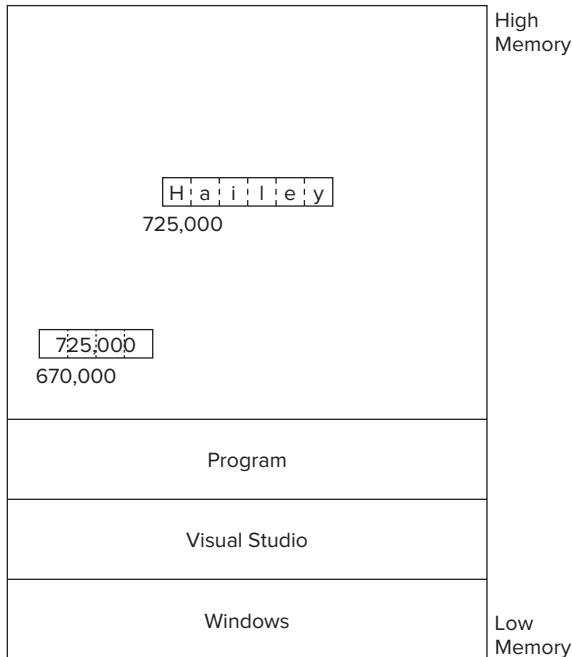 High
Memory
H a i l e y
725,000
725,000
670,000
Program
Visual Studio
Windows
Low
Memory